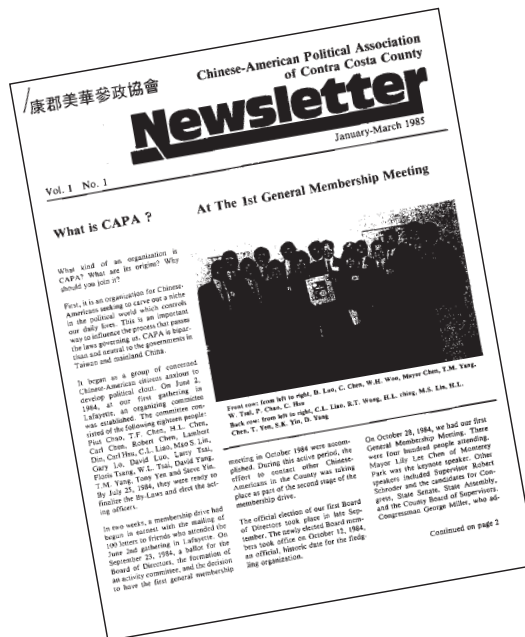 康郡美華參政協會
Chinese-American Political Association
of Contra Costa County
Newsletter
January-March 1985
Vol. 1 No. 1
What is CAPA ?
At The 1st General Membership Meeting
What kind of an organization is
CAPA? What are its origins? Why
should you join it?
First, it is an organization for Chinese-
Americans seeking to carve out a niche
in the political world which controls
our daily lives. This is an important
way to influence the process that passes
the laws governing us. CAPA is bipar-
tisan and neutral to the governments in
Taiwan and mainland China.
It began as a group of concerned
Chinese-American citizens anxious to
develop political clout. On June 2,
1984, at our first gathering in
Lafayette, an organizing committee
was established. The committee con-
sisted of the following eighteen people:
Pius Chao, T.F. Chen, H.L. Chen,
Carl Chen, Robert Chen, Lambert
Din, Carl Hsu, C.L. Liao, Mao S. Lin,
Gary Lo, David Luo, Larry Tsai,
Floris Tsang, W.L. Tsai, David Yang,
T.M. Yang, Tony Yen and Steve Yin.
By July 25, 1984, they were ready to
finalize the By-Laws and elect the act-
ing officers.
In two weeks, a membership drive had
begun in earnest with the mailing of
100 letters to friends who attended the
June 2nd gathering in Lafayette. On
September 23, 1984, a ballot for the
Board of Directors, the formation of
an activity committee, and the decision
to have the first general membership
Front row: from left to right, D. Lao, C. Chen, W.H. Woo, Mayor Chen, T.M. Yang,
W. Tsai, P. Chao, C. Hsu
Back row: from left to right, C.L. Liao, R.T. Wang, H.L. M.S. Lin, H.L.
Chen, T. Yen, S.K. Yin, D. Yang
meeting in October 1984 were accom-
plished. During this active period, the
effort to contact other Chinese-
Americans in the County was taking
place as part of the second stage of the
membership drive.
The official election of our first Board
of Directors took place in late Sep-
tember. The newly elected Board mem-
bers took office on October 12, 1984,
an official, historic date for the fledg-
ling organization.
On October 28, 1984, we had our first
General Membership Meeting. There
were four hundred people attending.
Mayor Lily Lee Chen of Monterey
Park was the keynote speaker. Other
speakers included Supervisor Robert
Schroder and the candidates for Con-
gress, State Senate, State Assembly,
and the County Board of Supervisors.
Congressman George Miller, who ad-
Continued on page 2